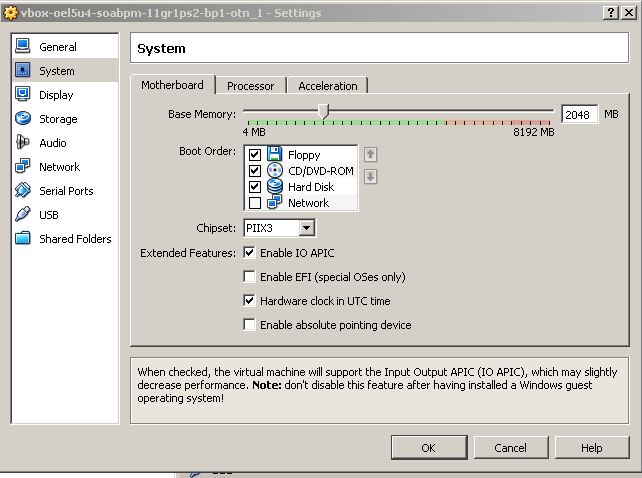 vbox-oel5u4-soabpm-11gr1ps2-bp1-otn_1 - Settings
General
System
Display
Storage
Audio
Network
Serial Ports
USB
Shared Folders
System
Motherboard Processor Acceleration
Base Memory: 2048 MB
4 MB 8192 MB
Boot Order: Floppy
CD/DVD-ROM
Hard Disk
Network
Chipset: PIIX3
Extended Features: Enable IO APIC
Enable EFI (special OSes only)
Hardware clock in UTC time
Enable absolute pointing device
When checked, the virtual machine will support the Input Output APIC (IO APIC), which may slightly
decrease performance. Note: don't disable this feature after having installed a Windows guest
operating system!
OK Cancel Help